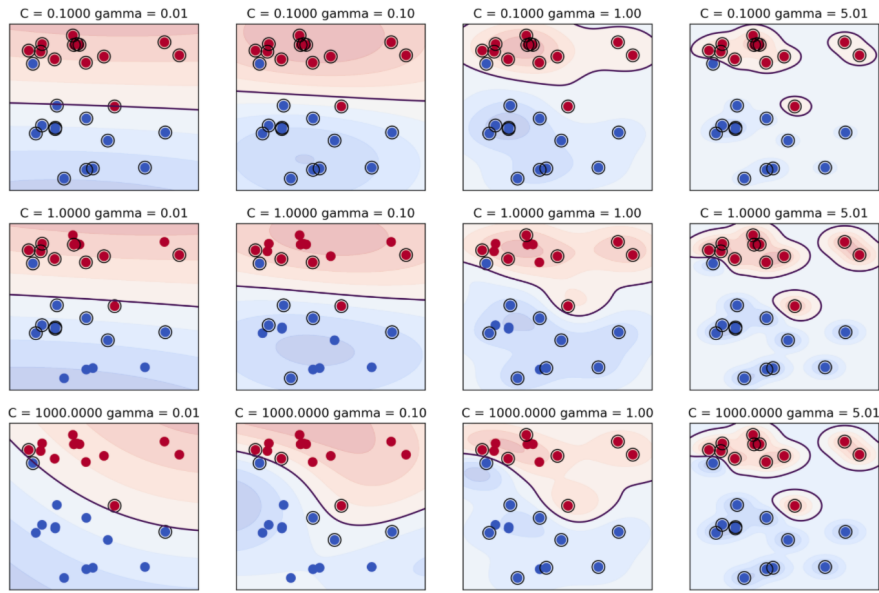 C = 0.1000 gamma = 0.01
C = 0.1000 gamma = 0.10
C = 0.1000 gamma = 1.00
C = 0.1000 gamma = 5.01
C = 1.0000 gamma = 0.01
C = 1.0000 gamma = 0.10
C = 1.0000 gamma = 1.00
C = 1.0000 gamma = 5.01
C = 1000.0000 gamma = 0.01
C = 1000.0000 gamma = 0.10
C = 1000.0000 gamma = 1.00
C = 1000.0000 gamma = 5.01